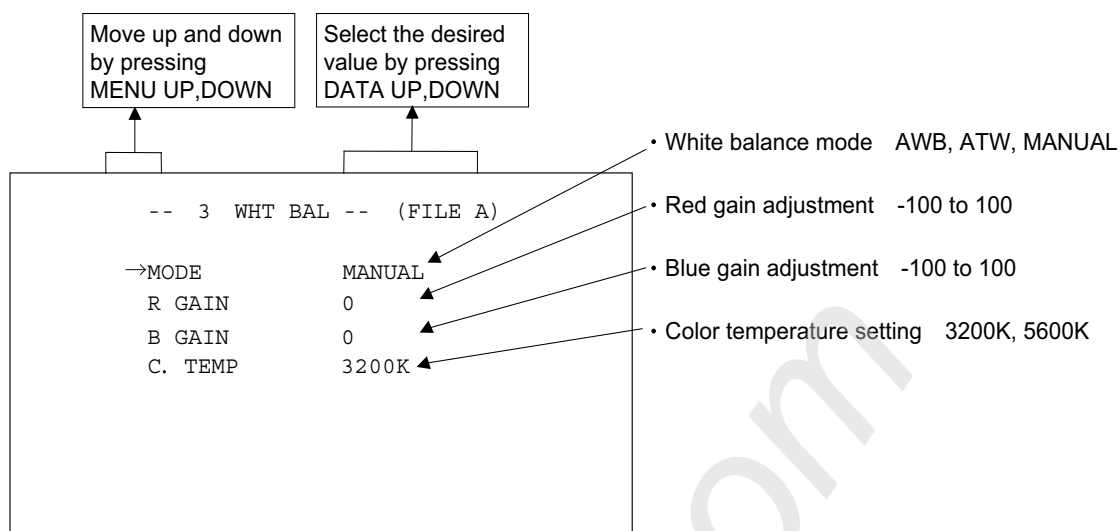 Move up and down
by pressing
MENU UP,DOWN
Select the desired
value by pressing
DATA UP,DOWN
-- 3 WHT BAL -- (FILE A)
→MODE MANUAL
R GAIN 0
B GAIN 0
C. TEMP 3200K
・White balance mode AWB, ATW, MANUAL
・Red gain adjustment -100 to 100
・Blue gain adjustment -100 to 100
・Color temperature setting 3200K, 5600K
om